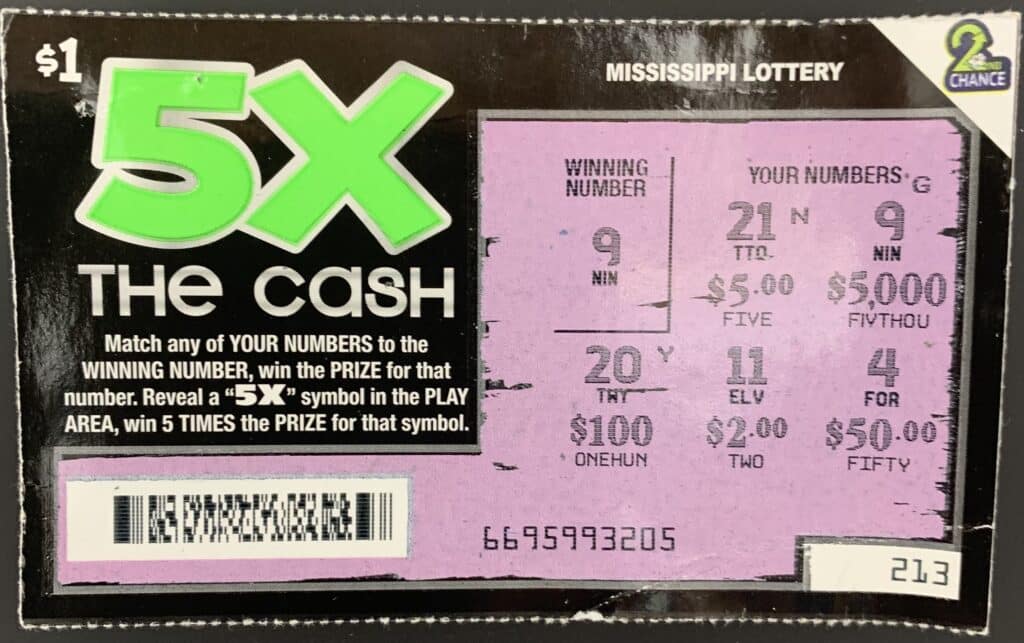 $1
5X
THE CASH
Match any of YOUR NUMBERS to the
WINNING NUMBER, win the PRIZE for that
number. Reveal a “5X” symbol in the PLAY
AREA, win 5 TIMES the PRIZE for that symbol.
MISSISSIPPI LOTTERY
2ND
CHANCE
WINNING
NUMBER
9
NIN
YOUR NUMBERS G
21 N 9
TTO NIN
$5.00 $5,000
FIVE FIVTHOU
20 Y 11 4
TWY ELV FOR
$100 $2.00 $50.00
ONEHUN TWO FIFTY
6695993205
213